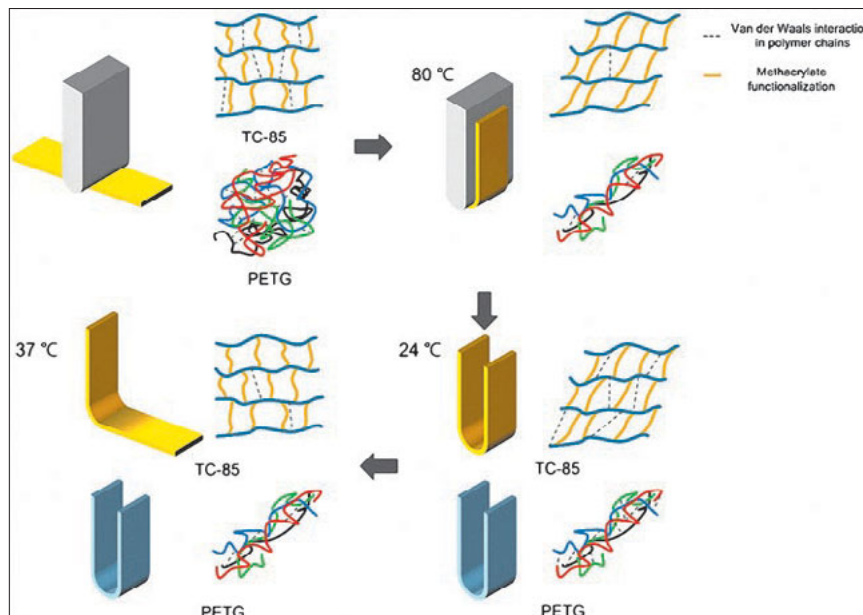 Van der Waals interaction
in polymer chains
Methacrylate
functionalization
80 °C
TC-85
PETG
37 °C
24 °C
TC-85
TC-85
PETG
PETG